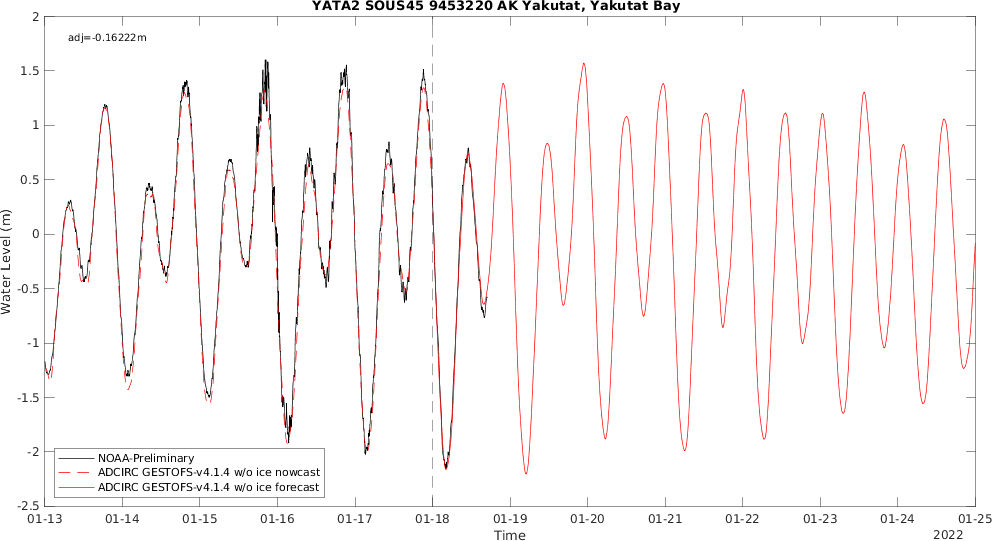 YATA2 SOUS45 9453220 AK Yakutat, Yakutat Bay
adj=-0.16222m
2
1.5
1
0.5
0
-0.5
-1
-1.5
-2
-2.5
Water Level (m)
NOAA-Preliminary
ADCIRC GESTOFS-v4.1.4 w/o ice nowcast
ADCIRC GESTOFS-v4.1.4 w/o ice forecast
01-13 01-14 01-15 01-16 01-17 01-18 01-19 01-20 01-21 01-22 01-23 01-24 01-25
Time
2022